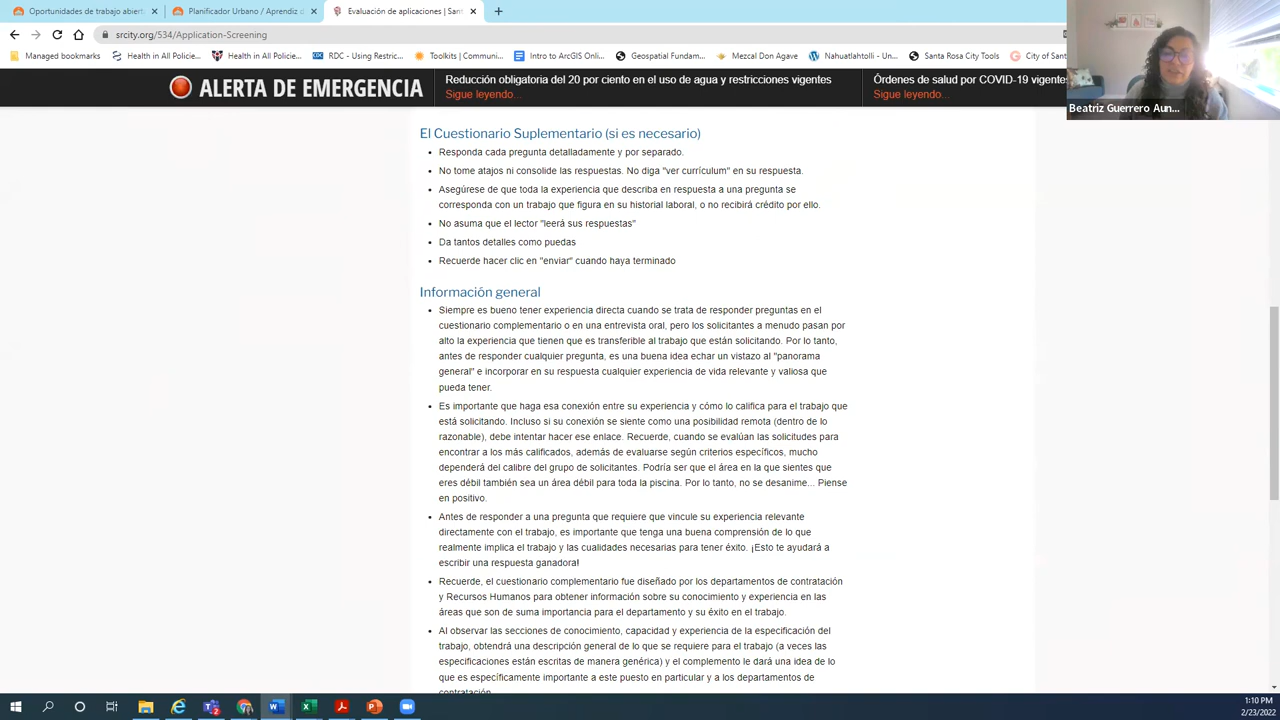 Oportunidades de trabajo abiert
Planificador Urbano / Aprendiz d
Evaluación de aplicaciones | San
srcity.org/534/Application-Screening
Managed bookmarks
Health in All Policie...
Health in All Policie...
RDC - Using Restric...
Toolkits | Communi...
Intro to ArcGIS Onli...
Geospatial Fundam...
Mezcal Don Agave
Nahuatlahtolli – Une...
Santa Rosa City Tools
City of Sant
ALERTA DE EMERGENCIA
Reducción obligatoria del 20 por ciento en el uso de agua y restricciones vigentes
Sigue leyendo...
Órdenes de salud por COVID-19 vigentes
Sigue leyendo...
Beatriz Guerrero Aun...
El Cuestionario Suplementario (si es necesario)
Responda cada pregunta detalladamente y por separado.
No tome atajos ni consolide las respuestas. No diga "ver currículum" en su respuesta.
Asegúrese de que toda la experiencia que describa en respuesta a una pregunta se
corresponda con un trabajo que figura en su historial laboral, o no recibirá crédito por ello.
No asuma que el lector "leerá sus respuestas"
Da tantos detalles como puedas
Recuerde hacer clic en "enviar" cuando haya terminado
Información general
Siempre es bueno tener experiencia directa cuando se trata de responder preguntas en el
cuestionario complementario o en una entrevista oral, pero los solicitantes a menudo pasan por
alto la experiencia que tienen que es transferible al trabajo que están solicitando. Por lo tanto,
antes de responder cualquier pregunta, es una buena idea echar un vistazo al "panorama
general" e incorporar en su respuesta cualquier experiencia de vida relevante y valiosa que
pueda tener.
Es importante que haga esa conexión entre su experiencia y cómo lo califica para el trabajo que
está solicitando. Incluso si su conexión se siente como una posibilidad remota (dentro de lo
razonable), debe intentar hacer ese enlace. Recuerde, cuando se evalúan las solicitudes para
encontrar a los más calificados, además de evaluarse según criterios específicos, mucho
dependerá del calibre del grupo de solicitantes. Podría ser que el área en la que sientes que
eres débil también sea un área débil para toda la piscina. Por lo tanto, no se desanime... Piense
en positivo.
Antes de responder a una pregunta que requiere que vincule su experiencia relevante
directamente con el trabajo, es importante que tenga una buena comprensión de lo que
realmente implica el trabajo y las cualidades necesarias para tener éxito. ¡Esto te ayudará a
escribir una respuesta ganadora!
Recuerde, el cuestionario complementario fue diseñado por los departamentos de contratación
y Recursos Humanos para obtener información sobre su conocimiento y experiencia en las
áreas que son de suma importancia para el departamento y su éxito en el trabajo.
Al observar las secciones de conocimiento, capacidad y experiencia de la especificación del
trabajo, obtendrá una descripción general de lo que se requiere para el trabajo (a veces las
especificaciones están escritas de manera genérica) y el complemento le dará una idea de lo
que es específicamente importante a este puesto en particular y a los departamentos de
contratación.
1:10 PM
2/23/2022